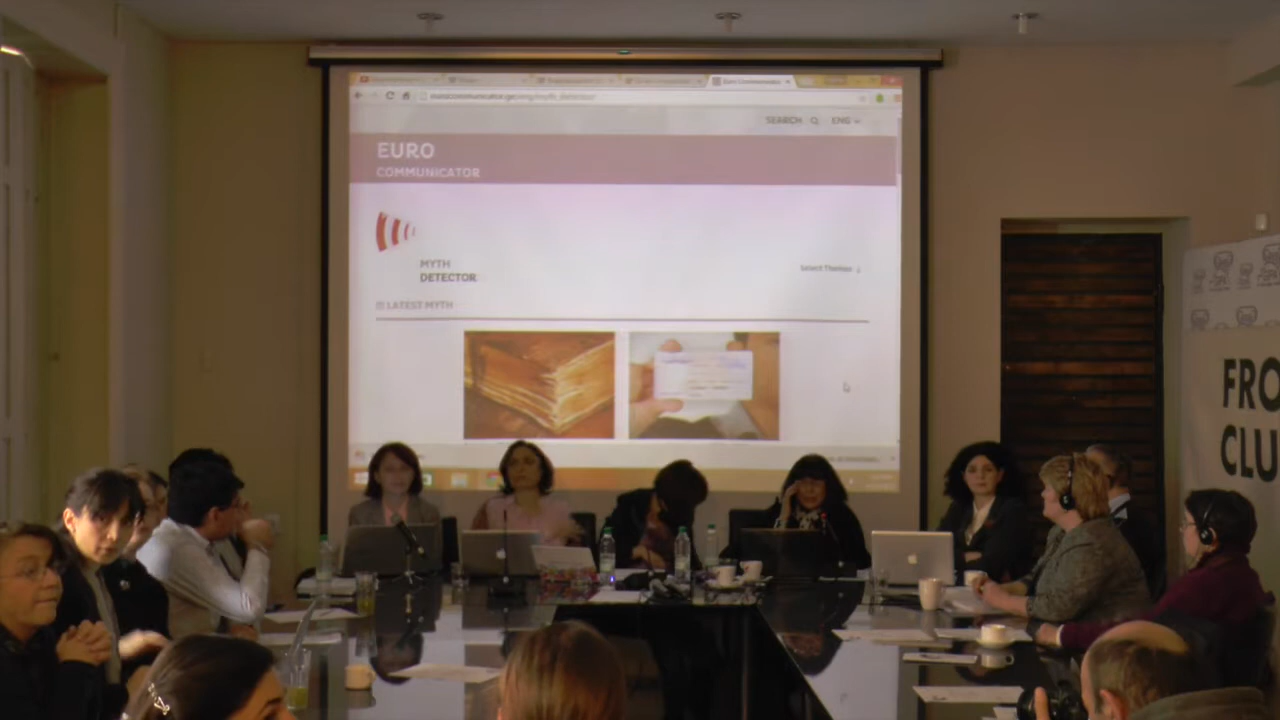 SEARCH ENG
EURO
COMMUNICATOR
MYTH
DETECTOR
Select Themes
LATEST MYTH
FRO
CLU